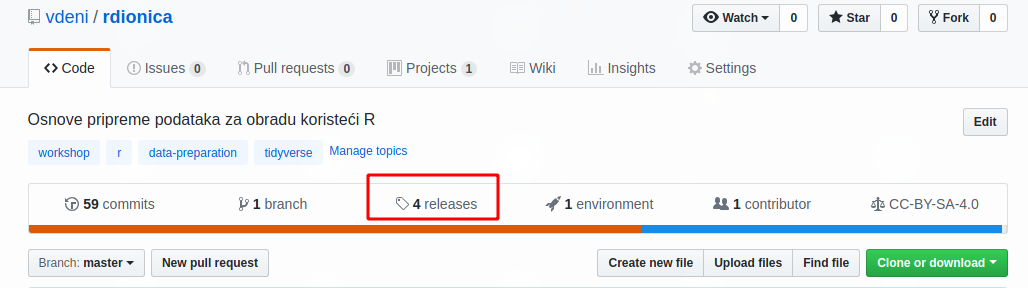 vdeni / rdionica Watch 0 Star 0 Fork 0
Code Issues 0 Pull requests 0 Projects 1 Wiki Insights Settings
Osnove pripreme podataka za obradu koristeći R Edit
workshop r data-preparation tidyverse Manage topics
59 commits 1 branch 4 releases 1 environment 1 contributor CC-BY-SA-4.0
Branch: master New pull request Create new file Upload files Find file Clone or download